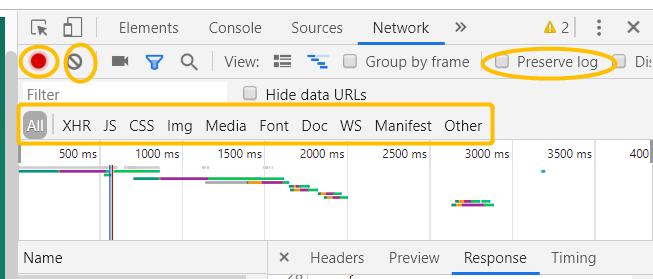 Elements Console Sources Network » 2
View: Group by frame Preserve log Dis
Filter Hide data URLs
All XHR JS CSS Img Media Font Doc WS Manifest Other
500 ms 1000 ms 1500 ms 2000 ms 2500 ms 3000 ms 3500 ms 400
Name × Headers Preview Response Timing